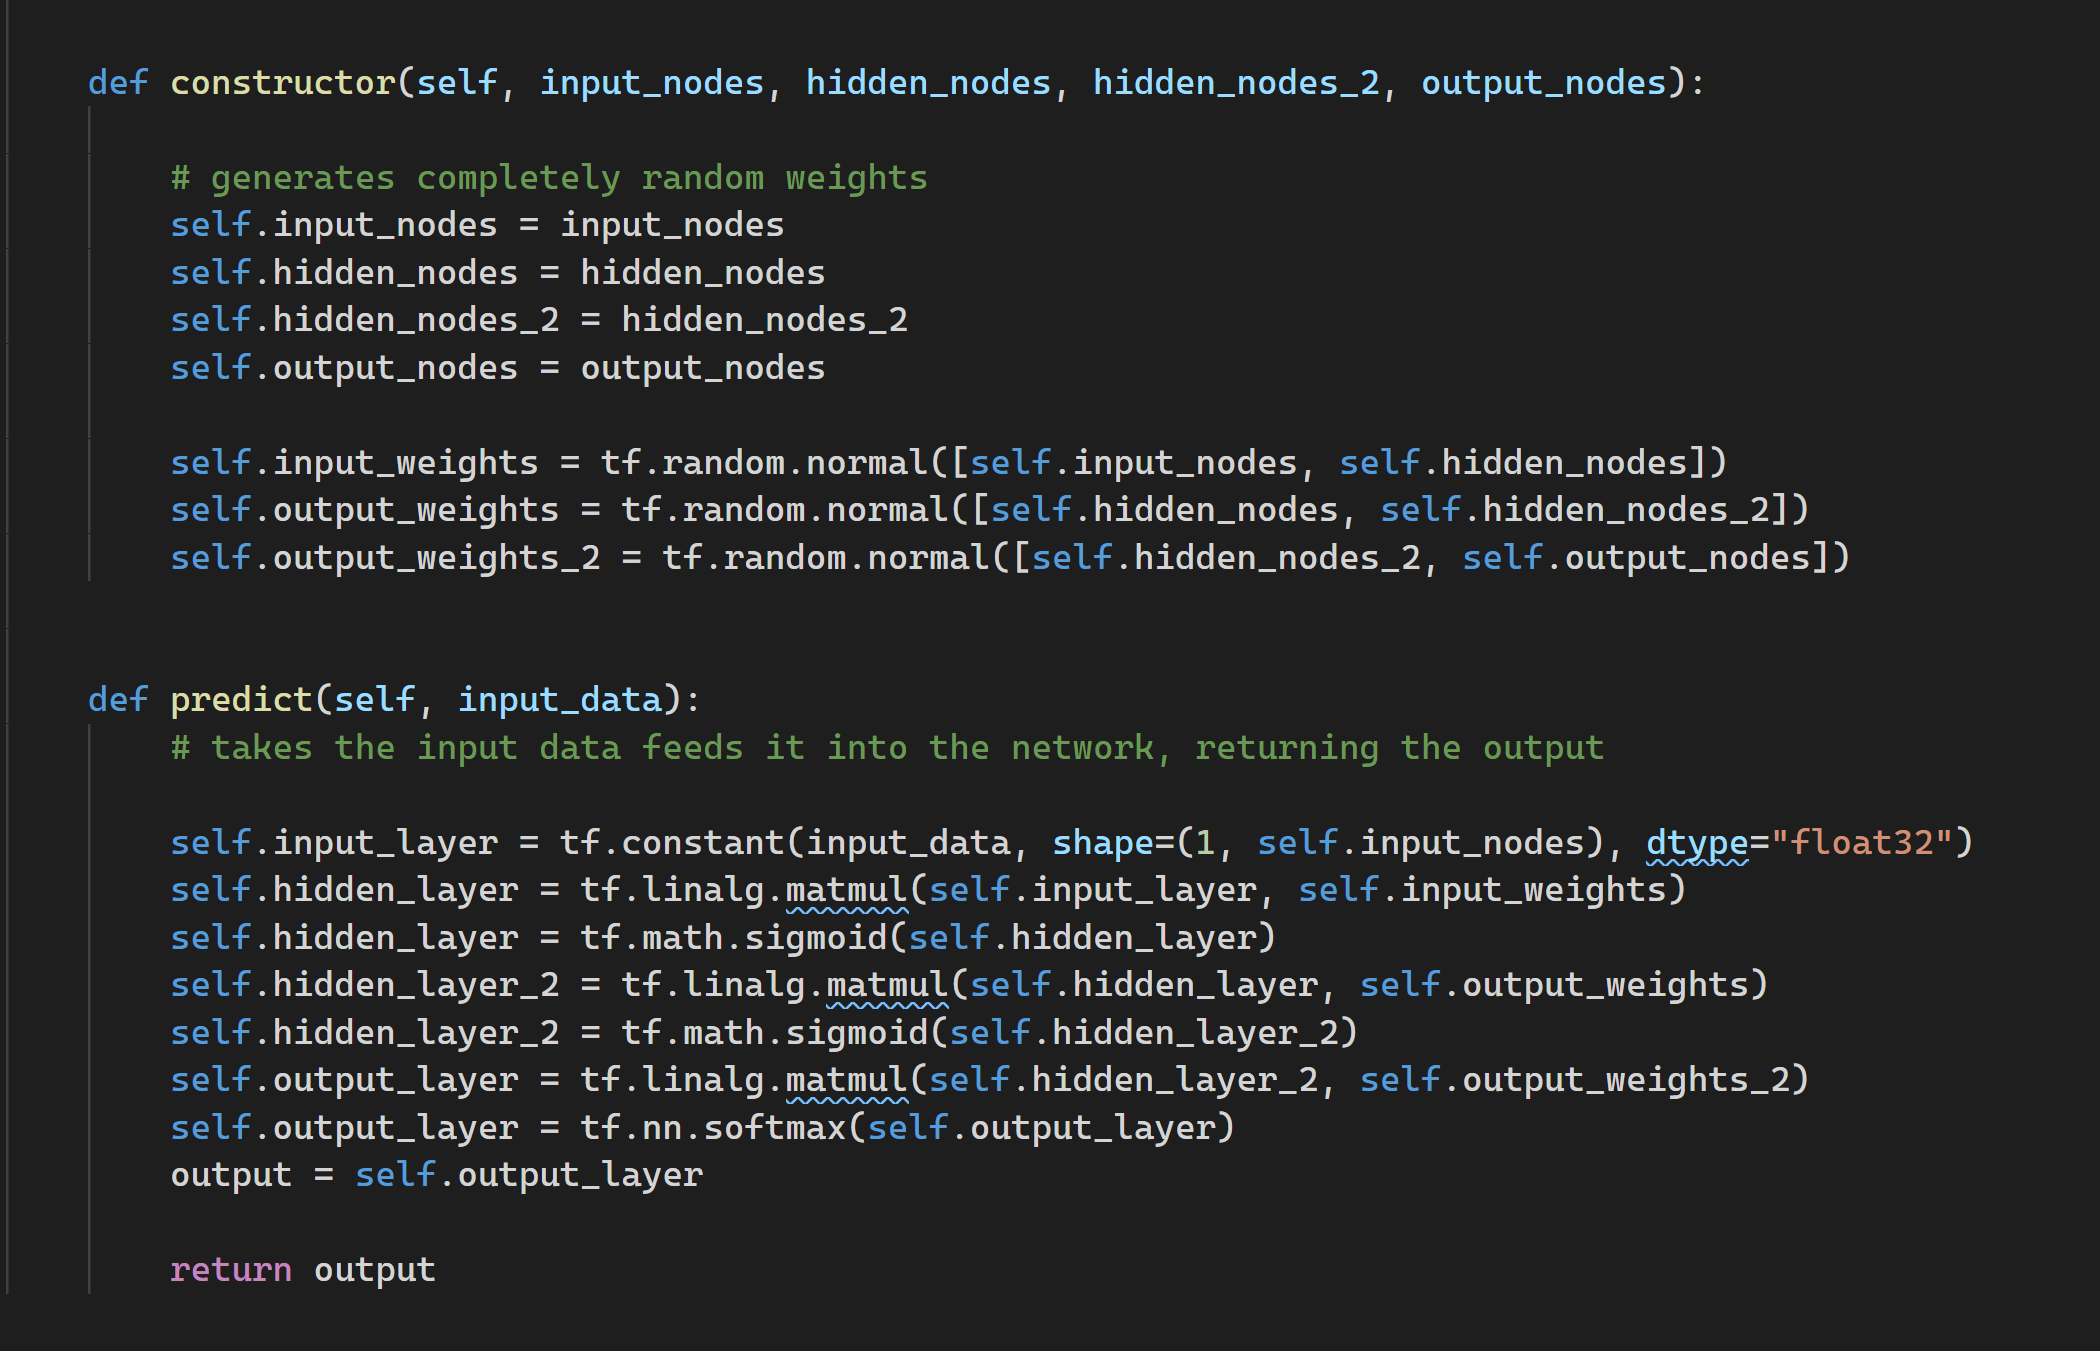 def constructor(self, input_nodes, hidden_nodes, hidden_nodes_2, output_nodes):
# generates completely random weights
self.input_nodes = input_nodes
self.hidden_nodes = hidden_nodes
self.hidden_nodes_2 = hidden_nodes_2
self.output_nodes = output_nodes
self.input_weights = tf.random.normal([self.input_nodes, self.hidden_nodes])
self.output_weights = tf.random.normal([self.hidden_nodes, self.hidden_nodes_2])
self.output_weights_2 = tf.random.normal([self.hidden_nodes_2, self.output_nodes])
def predict(self, input_data):
# takes the input data feeds it into the network, returning the output
self.input_layer = tf.constant(input_data, shape=(1, self.input_nodes), dtype="float32")
self.hidden_layer = tf.linalg.matmul(self.input_layer, self.input_weights)
self.hidden_layer = tf.math.sigmoid(self.hidden_layer)
self.hidden_layer_2 = tf.linalg.matmul(self.hidden_layer, self.output_weights)
self.hidden_layer_2 = tf.math.sigmoid(self.hidden_layer_2)
self.output_layer = tf.linalg.matmul(self.hidden_layer_2, self.output_weights_2)
self.output_layer = tf.nn.softmax(self.output_layer)
output = self.output_layer
return output